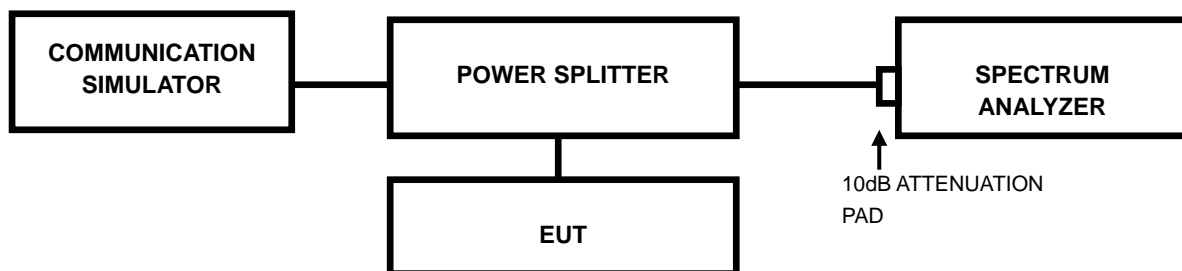 COMMUNICATION
SIMULATOR
POWER SPLITTER
SPECTRUM
ANALYZER
10dB ATTENUATION
PAD
EUT